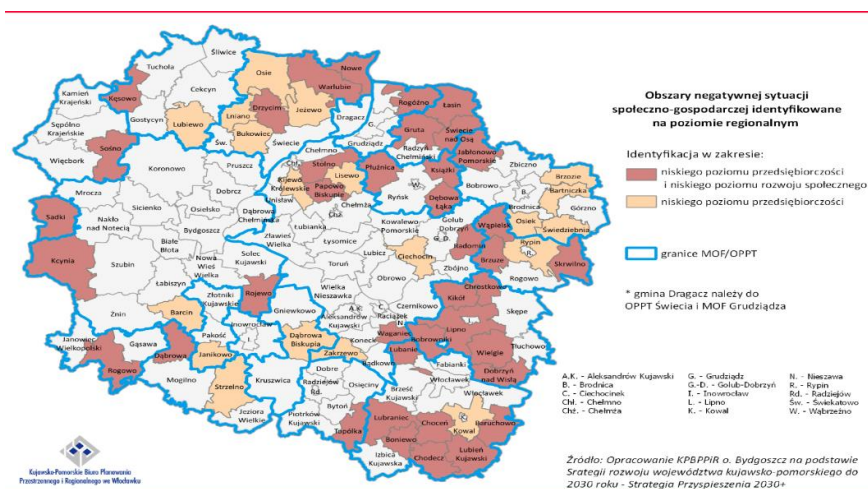 Obszary negatywnej sytuacji
społeczno-gospodarczej identyfikowane
na poziomie regionalnym
Identyfikacja w zakresie:
niskiego poziomu przedsiębiorczości
i niskiego poziomu rozwoju społecznego
niskiego poziomu przedsiębiorczości
granice MOF/OPPT
* gmina Dragacz należy do
OPPT Świecia i MOF Grudziądza
A.K. - Aleksandrów Kujawski
B. - Brodnica
C. - Ciechocinek
Chł. - Chełmno
Chż. - Chełmża
G. - Grudziądz
G.-D. - Golub-Dobrzyń
I. - Inowrocław
L. - Lipno
K. - Kowal
N. - Nieszawa
R. - Rypin
Rd. - Radziejów
Św. - Świekatowo
W. - Wąbrzeźno
Źródło: Opracowanie KPBPPiR o. Bydgoszcz na podstawie
Srategii rozwoju województwa kujawsko-pomorskiego do
2030 roku - Strategia Przyspieszenia 2030+
Kujawsko-Pomorskie Biuro Planowania
Przestrzennego i Regionalnego we Włocławku
Śliwice
Tuchola
Osie
Nowe
Warlubie
Kamień
Krajeński
Kęsowo
Cekcyn
Drzycim
Jeżewo
Rogóźno
Łasin
Gostycyn
Lubiewo
Lniano
Bukowiec
Dragacz
Gruta
Świecie
nad Osą
Sępólno
Krajeńskie
Sośno
Św.
Świecie
Chełmno
Grudziądz
G.
Radzyń
Chełmiński
Jabłonowo
Pomorskie
Więcbork
Koronowo
Pruszcz
Chł.
Stolno
Lisewo
Płużnica
Książki
Zbiczno
Brzozie
Bobrowo
Bartniczka
Mrocza
Dobrcz
Kijewo
Królewskie
Papowo
Biskupie
Unisław
W.
Ryńsk
Dębowa
Łąka
B.
Brodnica
Górzno
Sicienko
Osielsko
Dąbrowa
Chełmińska
Chełmża
Chż.
Osiek
Świedziebnia
Sadki
Nakło
nad Notecią
Bydgoszcz
Łubianka
Kowalewo
Pomorskie
Golub
Dobrzyń
G.-D.
Wąpielsk
Zławieś
Wielka
Łysomice
Ciechocin
Radomin
Rypin
R.
Białe
Błota
Kcynia
Szubin
Nowa
Wieś
Wielka
Solec
Kujawski
Toruń
Lubicz
Zbójno
Brzuze
Rogowo
Skrwilno
Łabiszyn
Wielka
Nieszawka
Obrowo
Chrostkowo
Żnin
Złotniki
Kujawskie
Rojewo
Gniewkowo
A.K.
Aleksandrów
Kujawski
C.
Raciążek
N.
Czernikowo
Kikół
Skępe
Barcin
Inowrocław
I.
Waganiec
Lipno
L.
Janowiec
Wielkopolski
Gąsawa
Pakość
Dąbrowa
Biskupia
Koneck
Lubanie
Bobrowniki
Wielgie
Tłuchowo
Rogowo
Dąbrowa
Janikowo
Zakrzewo
Bądkowo
Fabianki
Dobrzyń
nad Wisłą
Mogilno
Strzelno
Kruszwica
Dobre
Radziejów
Rd.
Osięciny
Brześć
Kujawski
Włocławek
Włocławek
Jeziora
Wielkie
Piotrków
Kujawski
Bytoń
Lubraniec
Choceń
K.
Kowal
Baruchowo
Topólka
Boniewo
Izbica
Kujawska
Chodecz
Lubień
Kujawski